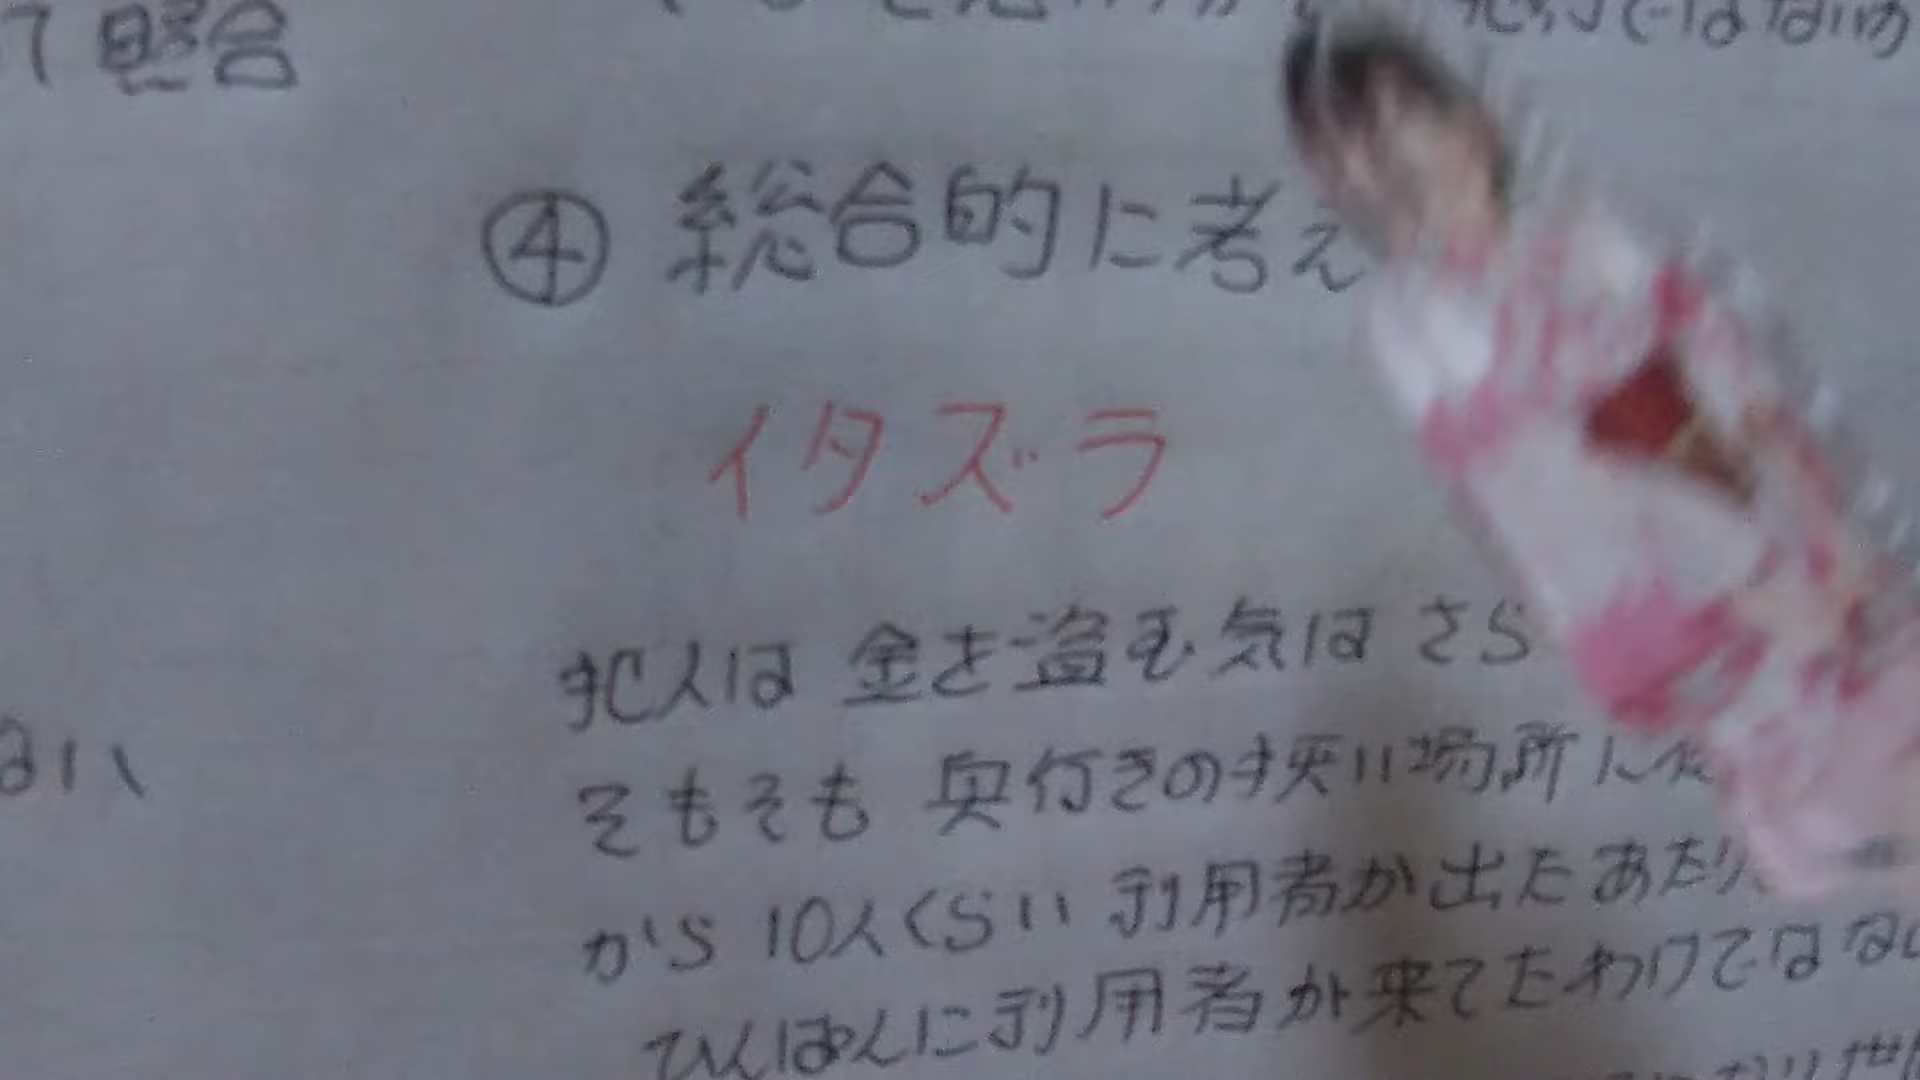 照合
④ 総合的に考え
イタズラ
犯人は 金を盗む気は さら
そもそも 奥行きの狭い場所に
ない
から 10人くらい 利用者が出たあたり
ひんぱんに利用者が来てたわけではない